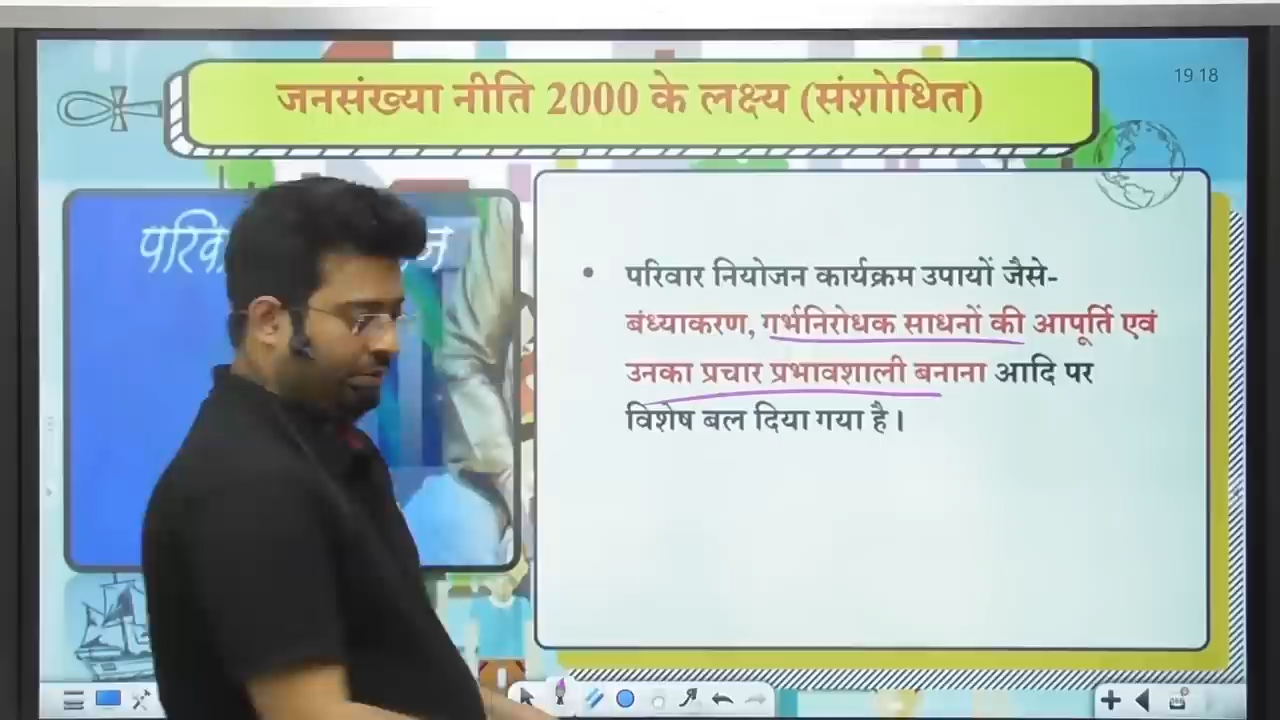 जनसंख्या नीति 2000 के लक्ष्य (संशोधित)
19 18
• परिवार नियोजन कार्यक्रम उपायों जैसे-
बंध्याकरण, गर्भनिरोधक साधनों की आपूर्ति एवं
उनका प्रचार प्रभावशाली बनाना आदि पर
विशेष बल दिया गया है।